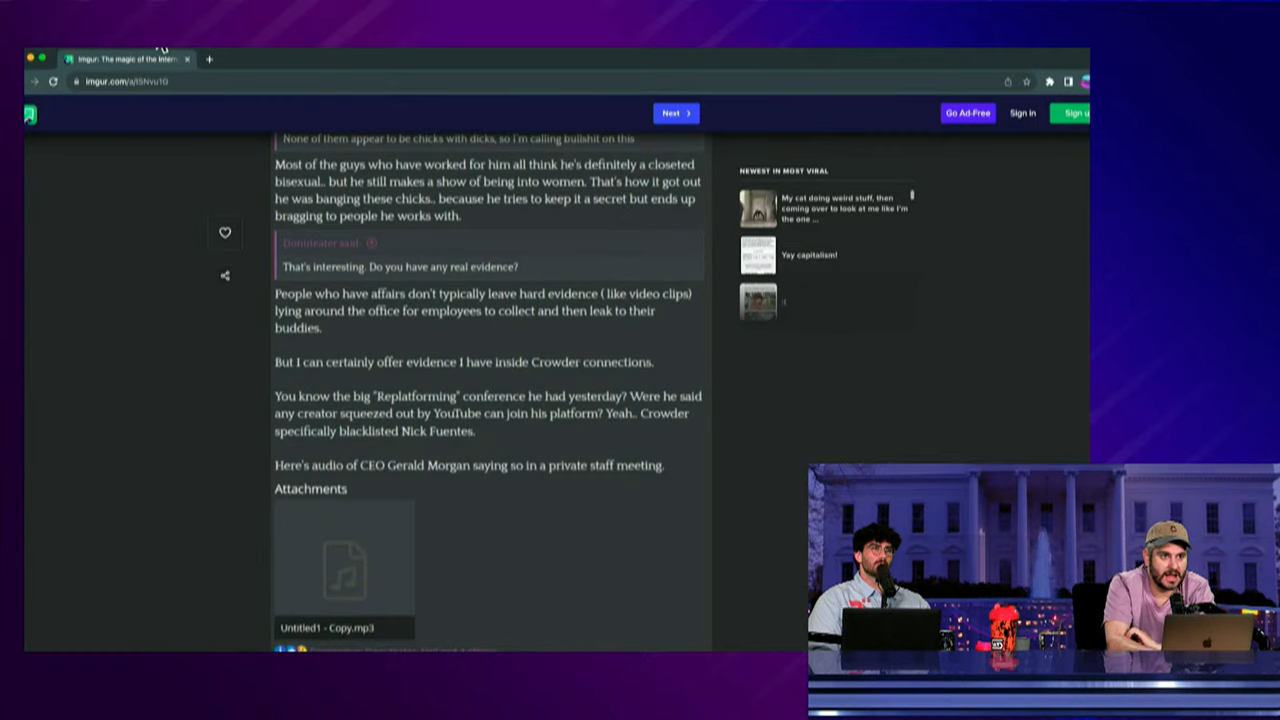 Imgur: The magic of the Intern
imgur.com/a/
Next
Go Ad-Free
Sign in
Sign u
None of them appear to be chicks with dicks, so I'm calling bullshit on this
Most of the guys who have worked for him all think he's definitely a closeted
bisexual.. but he still makes a show of being into women. That's how it got out
he was banging these chicks.. because he tries to keep it a secret but ends up
bragging to people he works with.
said:
That's interesting. Do you have any real evidence?
People who have affairs don't typically leave hard evidence ( like video clips)
lying around the office for employees to collect and then leak to their
buddies.
But I can certainly offer evidence I have inside Crowder connections.
You know the big "Replatforming" conference he had yesterday? Were he said
any creator squeezed out by YouTube can join his platform? Yeah.. Crowder
specifically blacklisted Nick Fuentes.
Here's audio of CEO Gerald Morgan saying so in a private staff meeting.
Attachments
Untitled1 - Copy.mp3
NEWEST IN MOST VIRAL
My cat doing weird stuff, then
coming over to look at me like I'm
the one ...
Yay capitalism!
:(